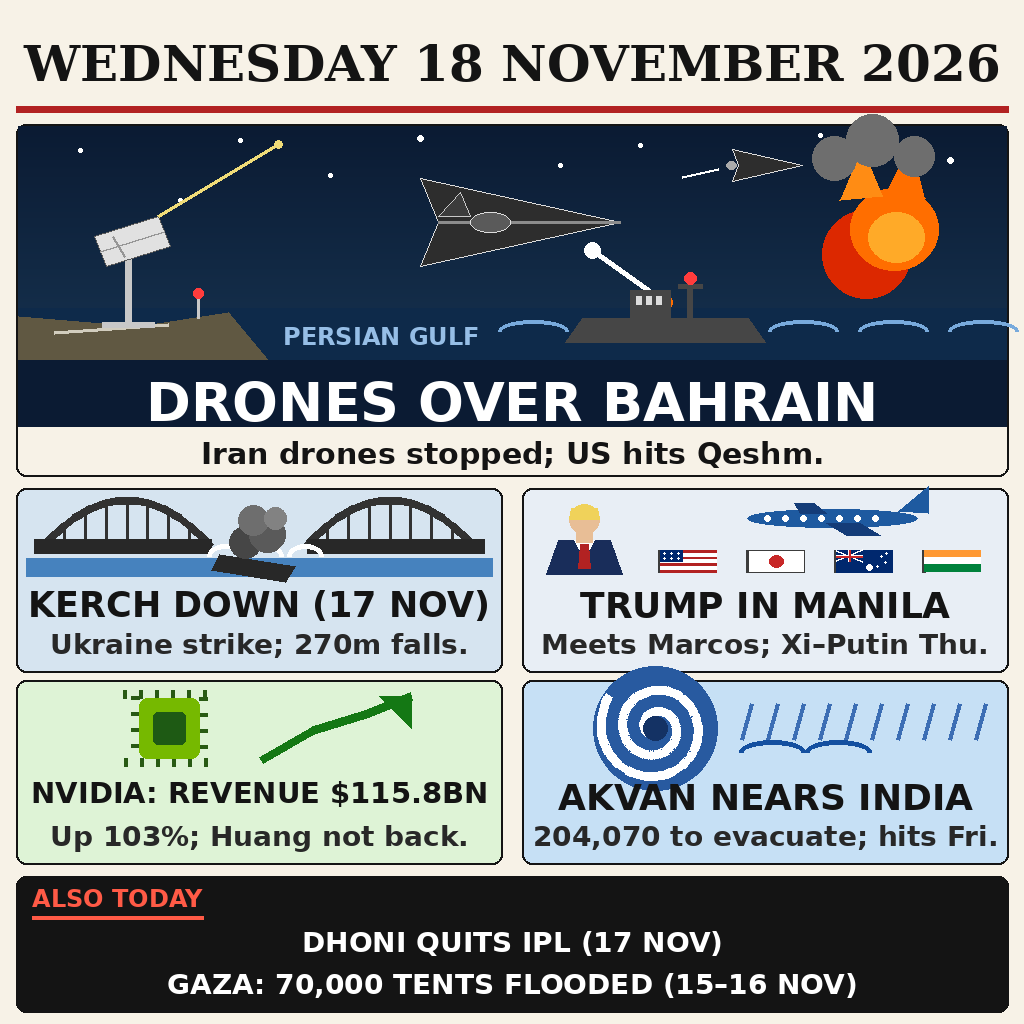 WEDNESDAY 18 NOVEMBER 2026
PERSIAN GULF
DRONES OVER BAHRAIN
Iran drones stopped; US hits Qeshm.
KERCH DOWN (17 NOV)
Ukraine strike; 270m falls.
TRUMP IN MANILA
Meets Marcos; Xi–Putin Thu.
NVIDIA: REVENUE $115.8BN
Up 103%; Huang not back.
AKVAN NEARS INDIA
204,070 to evacuate; hits Fri.
ALSO TODAY
DHONI QUITS IPL (17 NOV)
GAZA: 70,000 TENTS FLOODED (15–16 NOV)